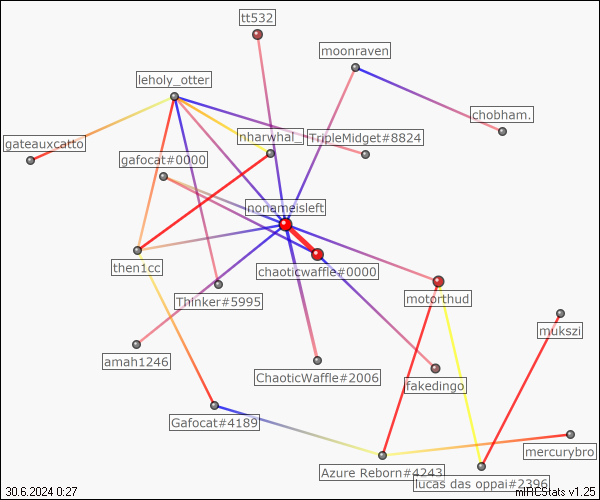 tt532
moonraven
leholy_otter
chobham.
nharwhal_
TripleMidget#8824
gateauxcatto
gafocat#0000
nonameisleft
then1cc
chaoticwaffle#0000
Thinker#5995
motorthud
mukszi
amah1246
ChaoticWaffle#2006
fakedingo
Gafocat#4189
mercurybro
Azure Reborn#4243
lucas das oppai#2396
30.6.2024 0:27
mIRCStats v1.25